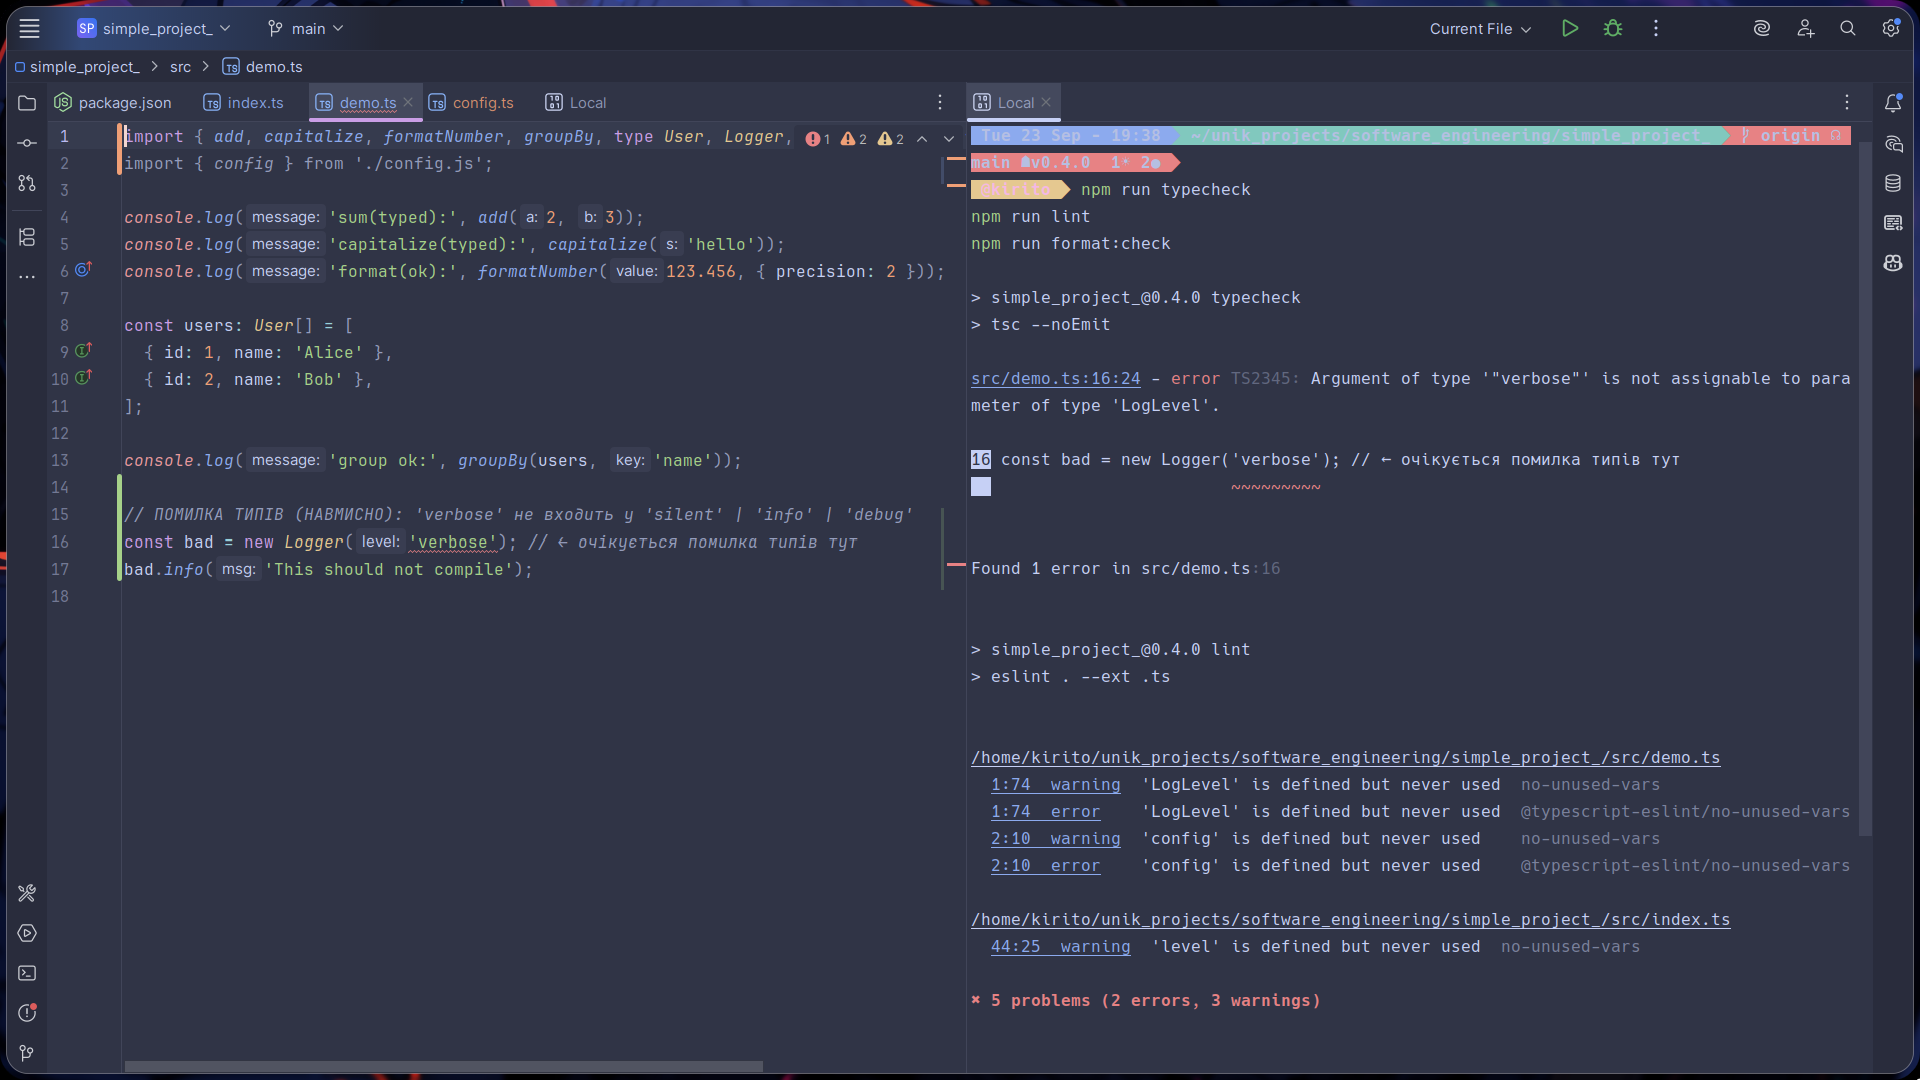 SP simple_project_ main Current File
simple_project_ > src > TS demo.ts
package.json TS index.ts TS demo.ts TS config.ts Local
1 import { add, capitalize, formatNumber, groupBy, type User, Logger, 1 2 2
2 import { config } from './config.js';
3
4 console.log( message: 'sum(typed):', add( a: 2, b: 3));
5 console.log( message: 'capitalize(typed):', capitalize( s: 'hello'));
6 console.log( message: 'format(ok):', formatNumber( value: 123.456, { precision: 2 }));
7
8 const users: User[] = [
9 { id: 1, name: 'Alice' },
10 { id: 2, name: 'Bob' },
11 ];
12
13 console.log( message: 'group ok:', groupBy(users, key: 'name'));
14
15 // ПОМИЛКА ТИПІВ (НАВМИСНО): 'verbose' не входить у 'silent' | 'info' | 'debug'
16 const bad = new Logger( level: 'verbose'); // ← очікується помилка типів тут
17 bad.info( msg: 'This should not compile');
18
Local
Tue 23 Sep - 19:38 ~/unik_projects/software_engineering/simple_project_ origin
main v0.4.0 1 2
@kirito npm run typecheck
npm run lint
npm run format:check
> simple_project_@0.4.0 typecheck
> tsc --noEmit
src/demo.ts:16:24 - error TS2345: Argument of type '"verbose"' is not assignable to para
meter of type 'LogLevel'.
16 const bad = new Logger('verbose'); // ← очікується помилка типів тут
~~~~~~~~~
Found 1 error in src/demo.ts:16
> simple_project_@0.4.0 lint
> eslint . --ext .ts
/home/kirito/unik_projects/software_engineering/simple_project_/src/demo.ts
1:74 warning 'LogLevel' is defined but never used no-unused-vars
1:74 error 'LogLevel' is defined but never used @typescript-eslint/no-unused-vars
2:10 warning 'config' is defined but never used no-unused-vars
2:10 error 'config' is defined but never used @typescript-eslint/no-unused-vars
/home/kirito/unik_projects/software_engineering/simple_project_/src/index.ts
44:25 warning 'level' is defined but never used no-unused-vars
✖ 5 problems (2 errors, 3 warnings)